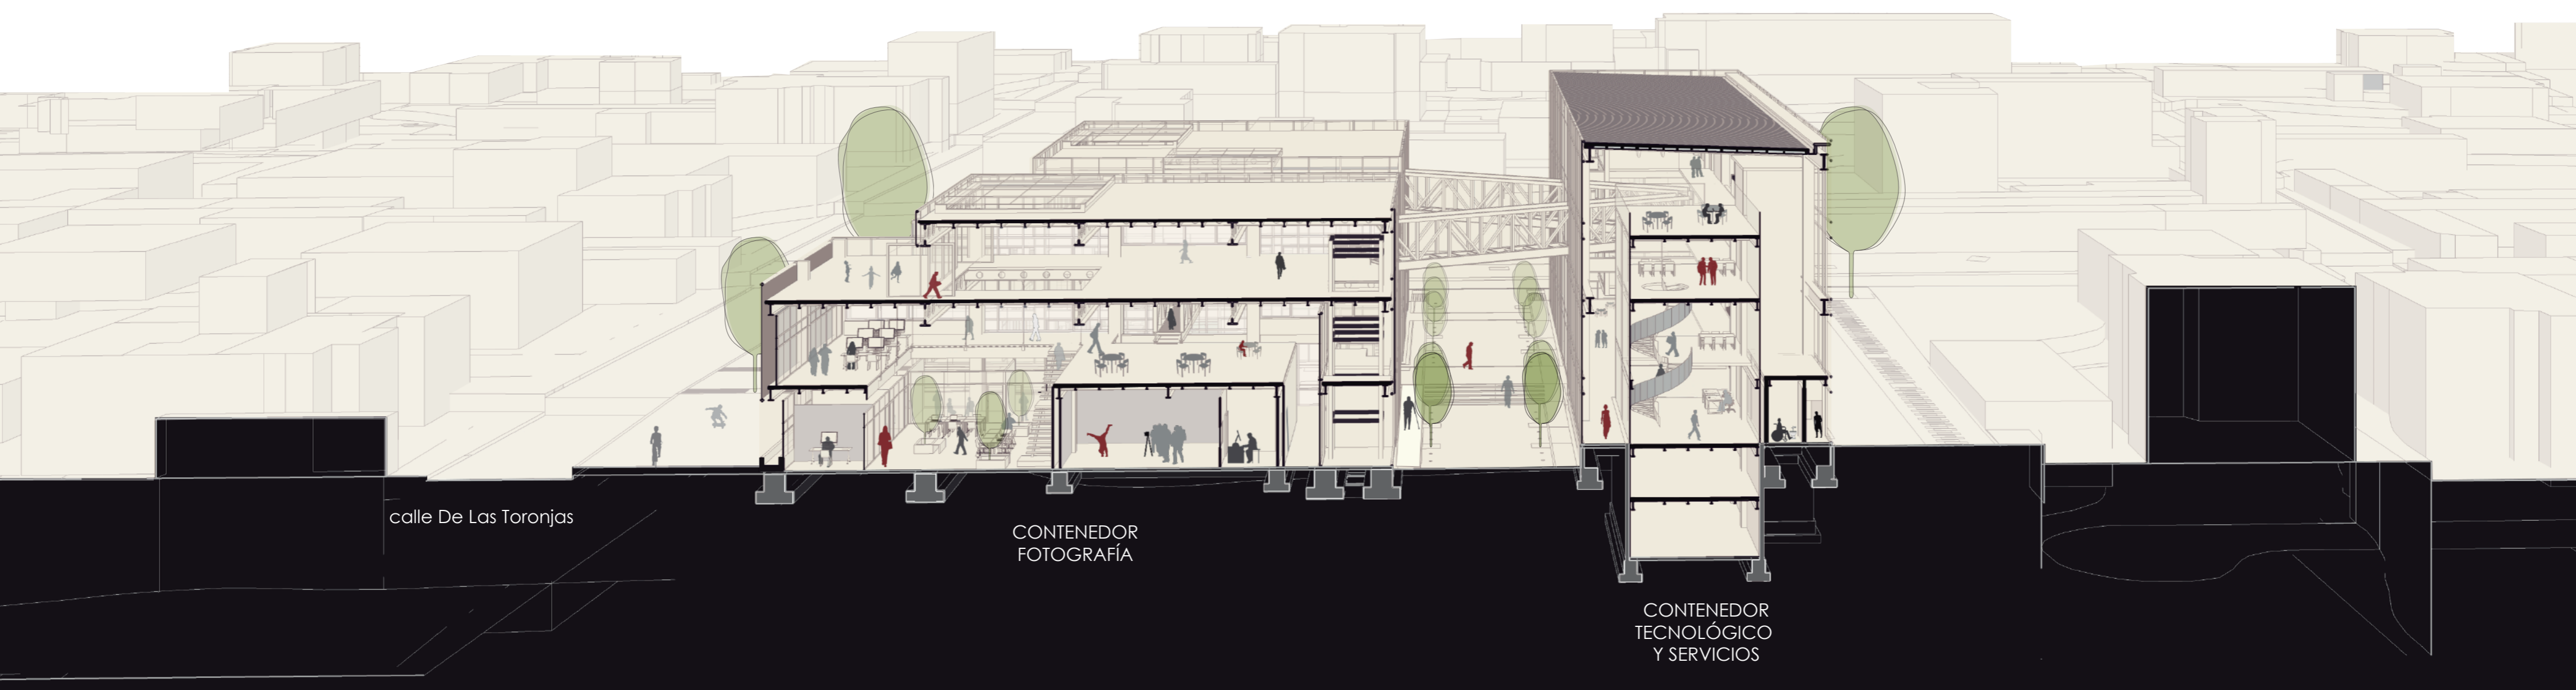 calle De Las Toronjas
CONTENEDOR
FOTOGRAFÍA
CONTENEDOR
TECNOLÓGICO
Y SERVICIOS